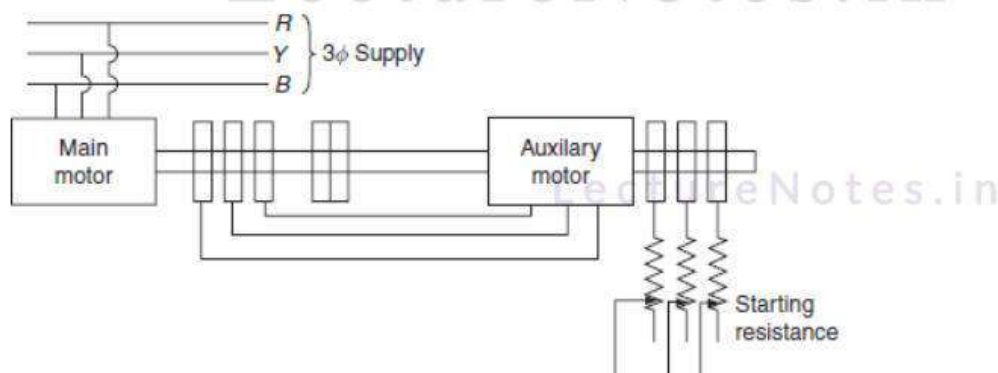 R
Y 3ϕ Supply
B
Main
motor
Auxilary
motor
LectureNotes.in
Starting
resistance